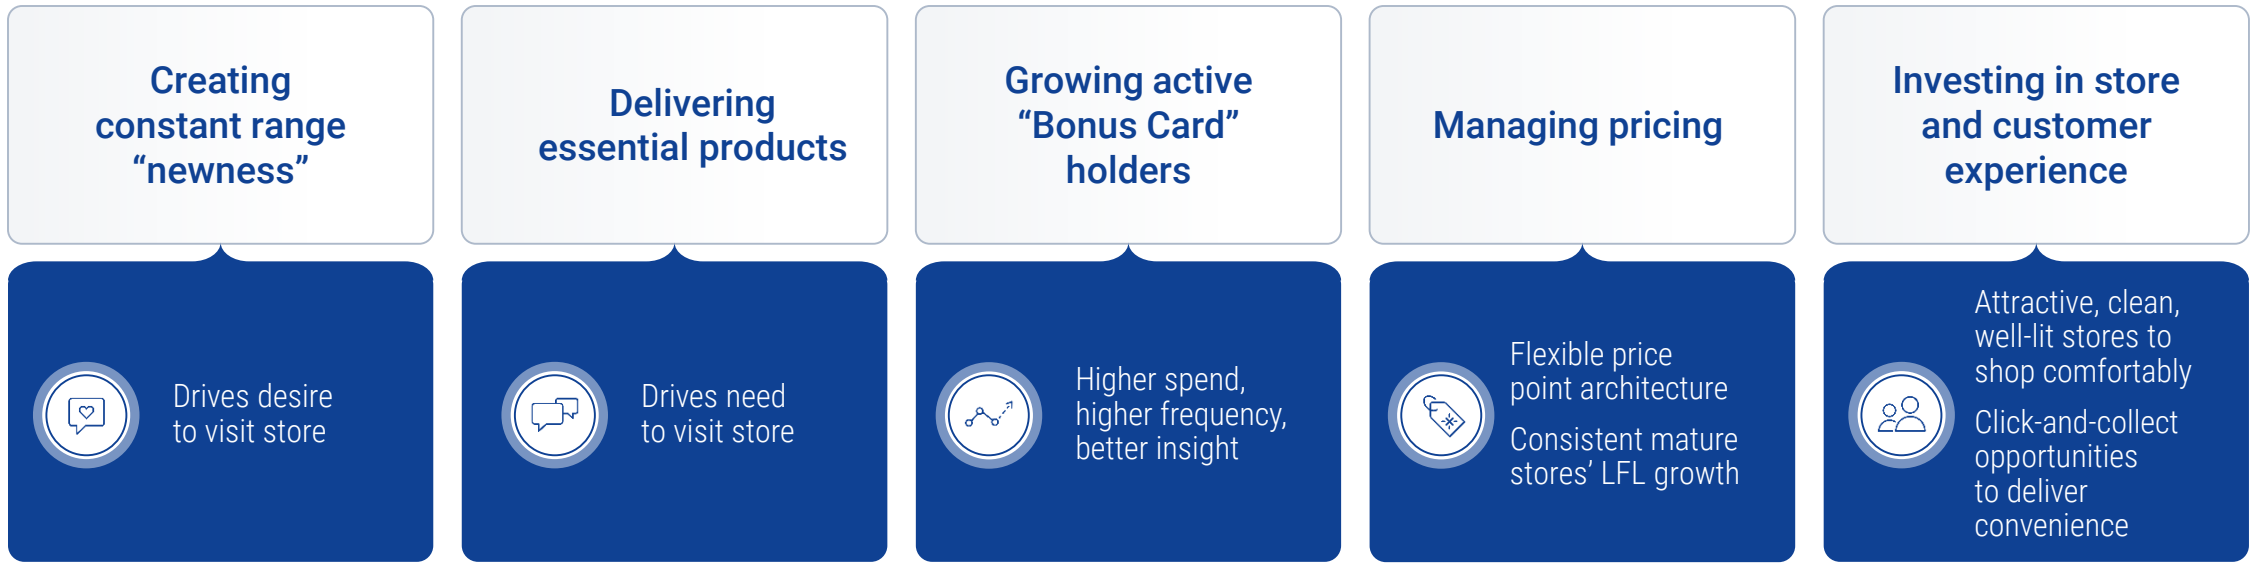 Creating
constant range
“newness”
Drives desire
to visit store
Delivering
essential products
Drives need
to visit store
Growing active
“Bonus Card”
holders
Higher spend,
higher frequency,
better insight
Managing pricing
Flexible price
point architecture
Consistent mature
stores’ LFL growth
Investing in store
and customer
experience
Attractive, clean,
well-lit stores to
shop comfortably
Click-and-collect
opportunities
to deliver
convenience